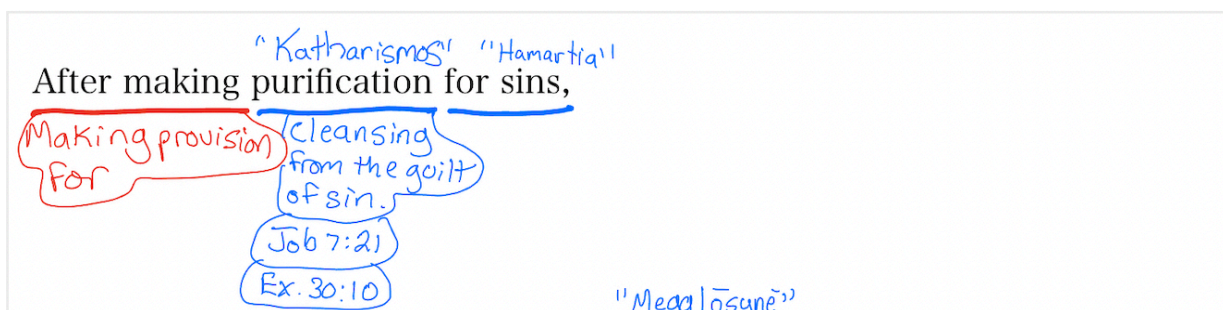 "Katharismos" "Hamartia"
After making purification for sins,
Making provision for
Cleansing from the guilt of sin.
Job 7:21
Ex. 30:10
"Megalōsunē"